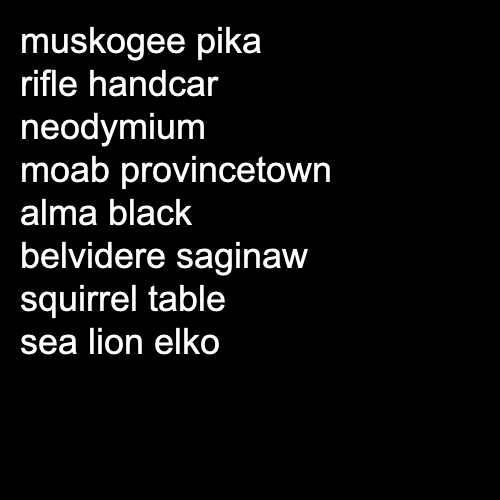 muskogee pika
rifle handcar
neodymium
moab provincetown
alma black
belvidere saginaw
squirrel table
sea lion elko